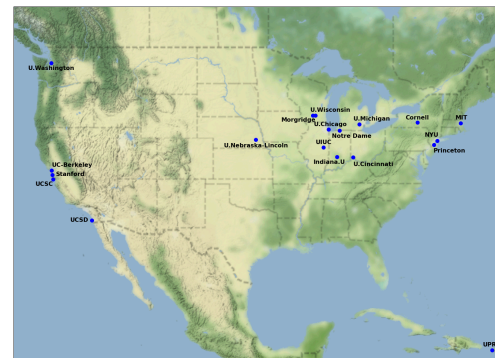 U.Washington
U.Wisconsin
Morgridge
U.Michigan
Cornell
MIT
U.Chicago
Notre Dame
NYU
U.Nebraska-Lincoln
UIUC
Princeton
Indiana.U
U.Cincinnati
UC-Berkeley
Stanford
UCSC
UCSD
UPR